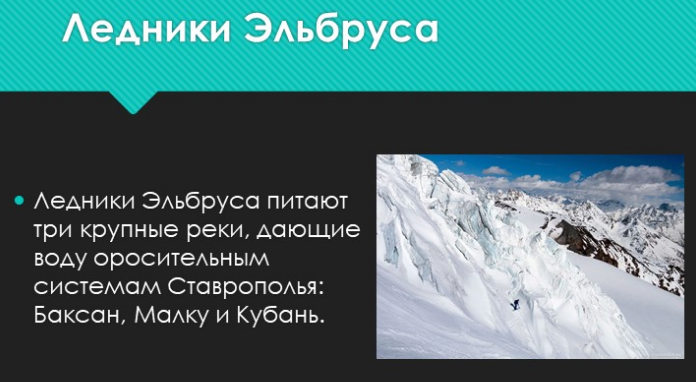 Ледники Эльбруса
Ледники Эльбруса питают
три крупные реки, дающие
воду оросительным
системам Ставрополья:
Баксан, Малку и Кубань.